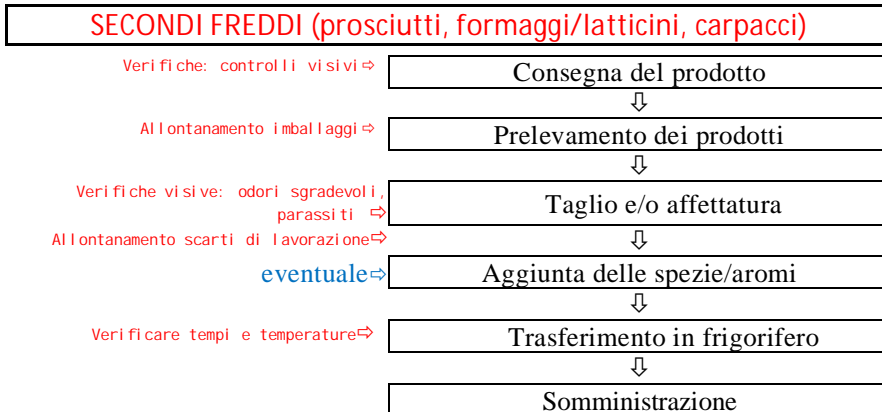 SECONDI FREDDI (prosciutti, formaggi/latticini, carpacci)
Verifiche: controlli visivi⇨
Consegna del prodotto
⇩
Allontanamento imballaggi⇨
Prelevamento dei prodotti
⇩
Verifiche visive: odori sgradevoli,
parassiti ⇨
Taglio e/o affettatura
Allontanamento scarti di lavorazione⇨
⇩
eventuale⇨
Aggiunta delle spezie/aromi
⇩
Verificare tempi e temperature⇨
Trasferimento in frigorifero
⇩
Somministrazione